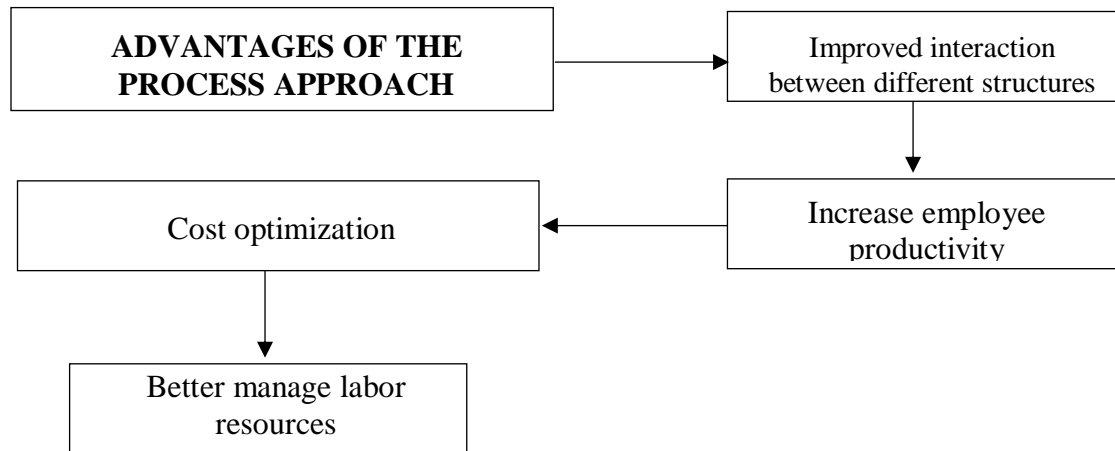 ADVANTAGES OF THE
PROCESS APPROACH
Improved interaction
between different structures
Increase employee
productivity
Cost optimization
Better manage labor
resources